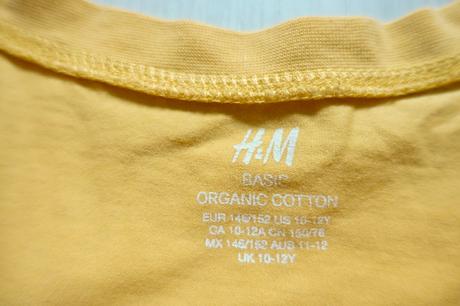 H&M
BASIC
ORGANIC COTTON
EUR 146/152 US 10-12Y
CA 10-12A CN 150/76
MX 146/152 AUS 11-12
UK 10-12Y